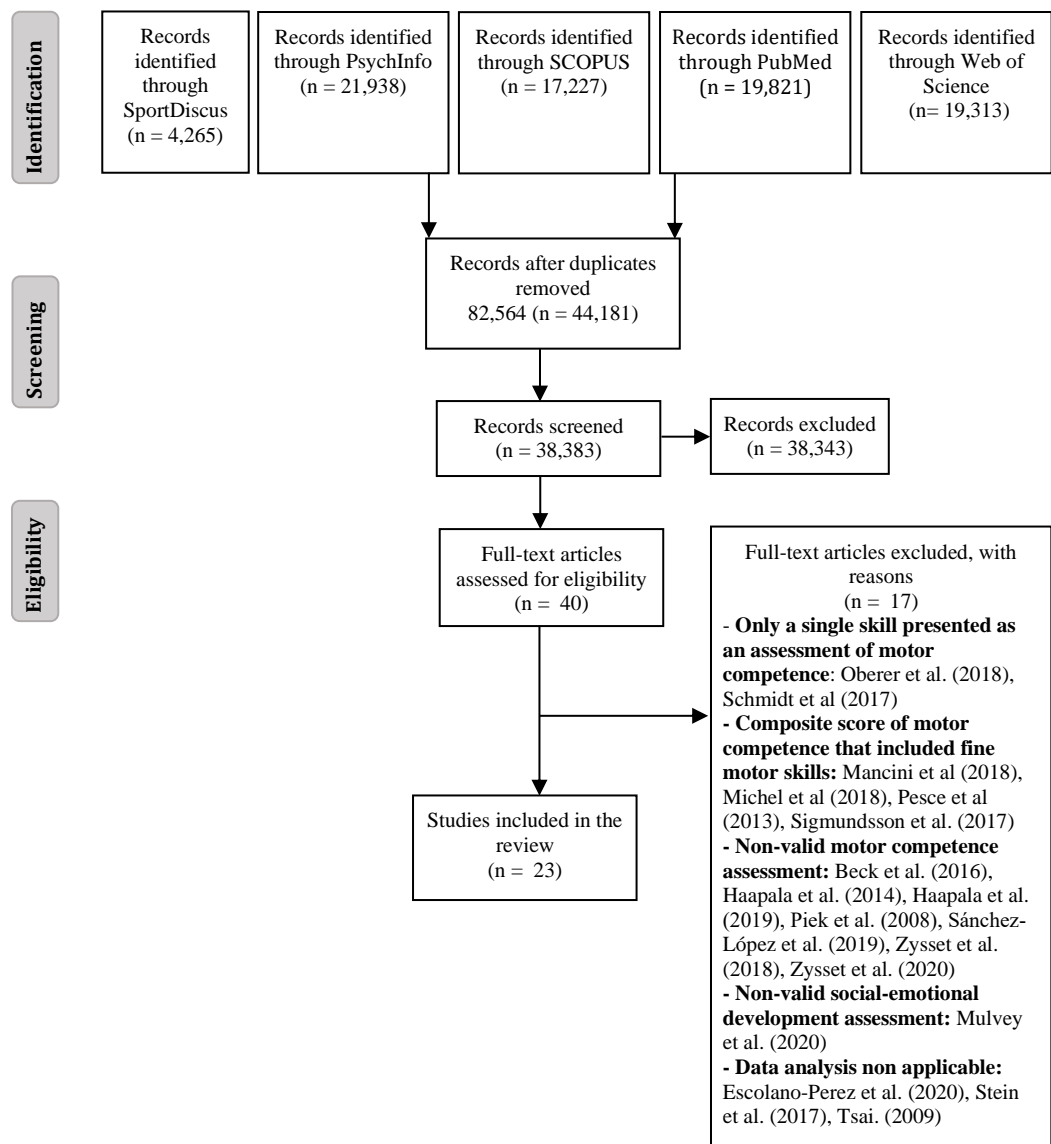 Identification
Records
identified
through
SportDiscus
(n = 4,265)
Records identified
through PsychInfo
(n = 21,938)
Records identified
through SCOPUS
(n = 17,227)
Records identified
through PubMed
(n = 19,821)
Records identified
through Web of
Science
(n= 19,313)
Screening
Records after duplicates
removed
82,564 (n = 44,181)
Records screened
(n = 38,383)
Records excluded
(n = 38,343)
Eligibility
Full-text articles
assessed for eligibility
(n =  40)
Full-text articles excluded, with
reasons
(n =  17)
- Only a single skill presented as
an assessment of motor
competence: Oberer et al. (2018),
Schmidt et al (2017)
- Composite score of motor
competence that included fine
motor skills: Mancini et al (2018),
Michel et al (2018), Pesce et al
(2013), Sigmundsson et al. (2017)
- Non-valid motor competence
assessment: Beck et al. (2016),
Haapala et al. (2014), Haapala et al.
(2019), Piek et al. (2008), Sánchez-
López et al. (2019), Zysset et al.
(2018), Zysset et al. (2020)
- Non-valid social-emotional
development assessment: Mulvey
et al. (2020)
- Data analysis non applicable:
Escolano-Perez et al. (2020), Stein
et al. (2017), Tsai. (2009)
Studies included in the
review
(n =  23)